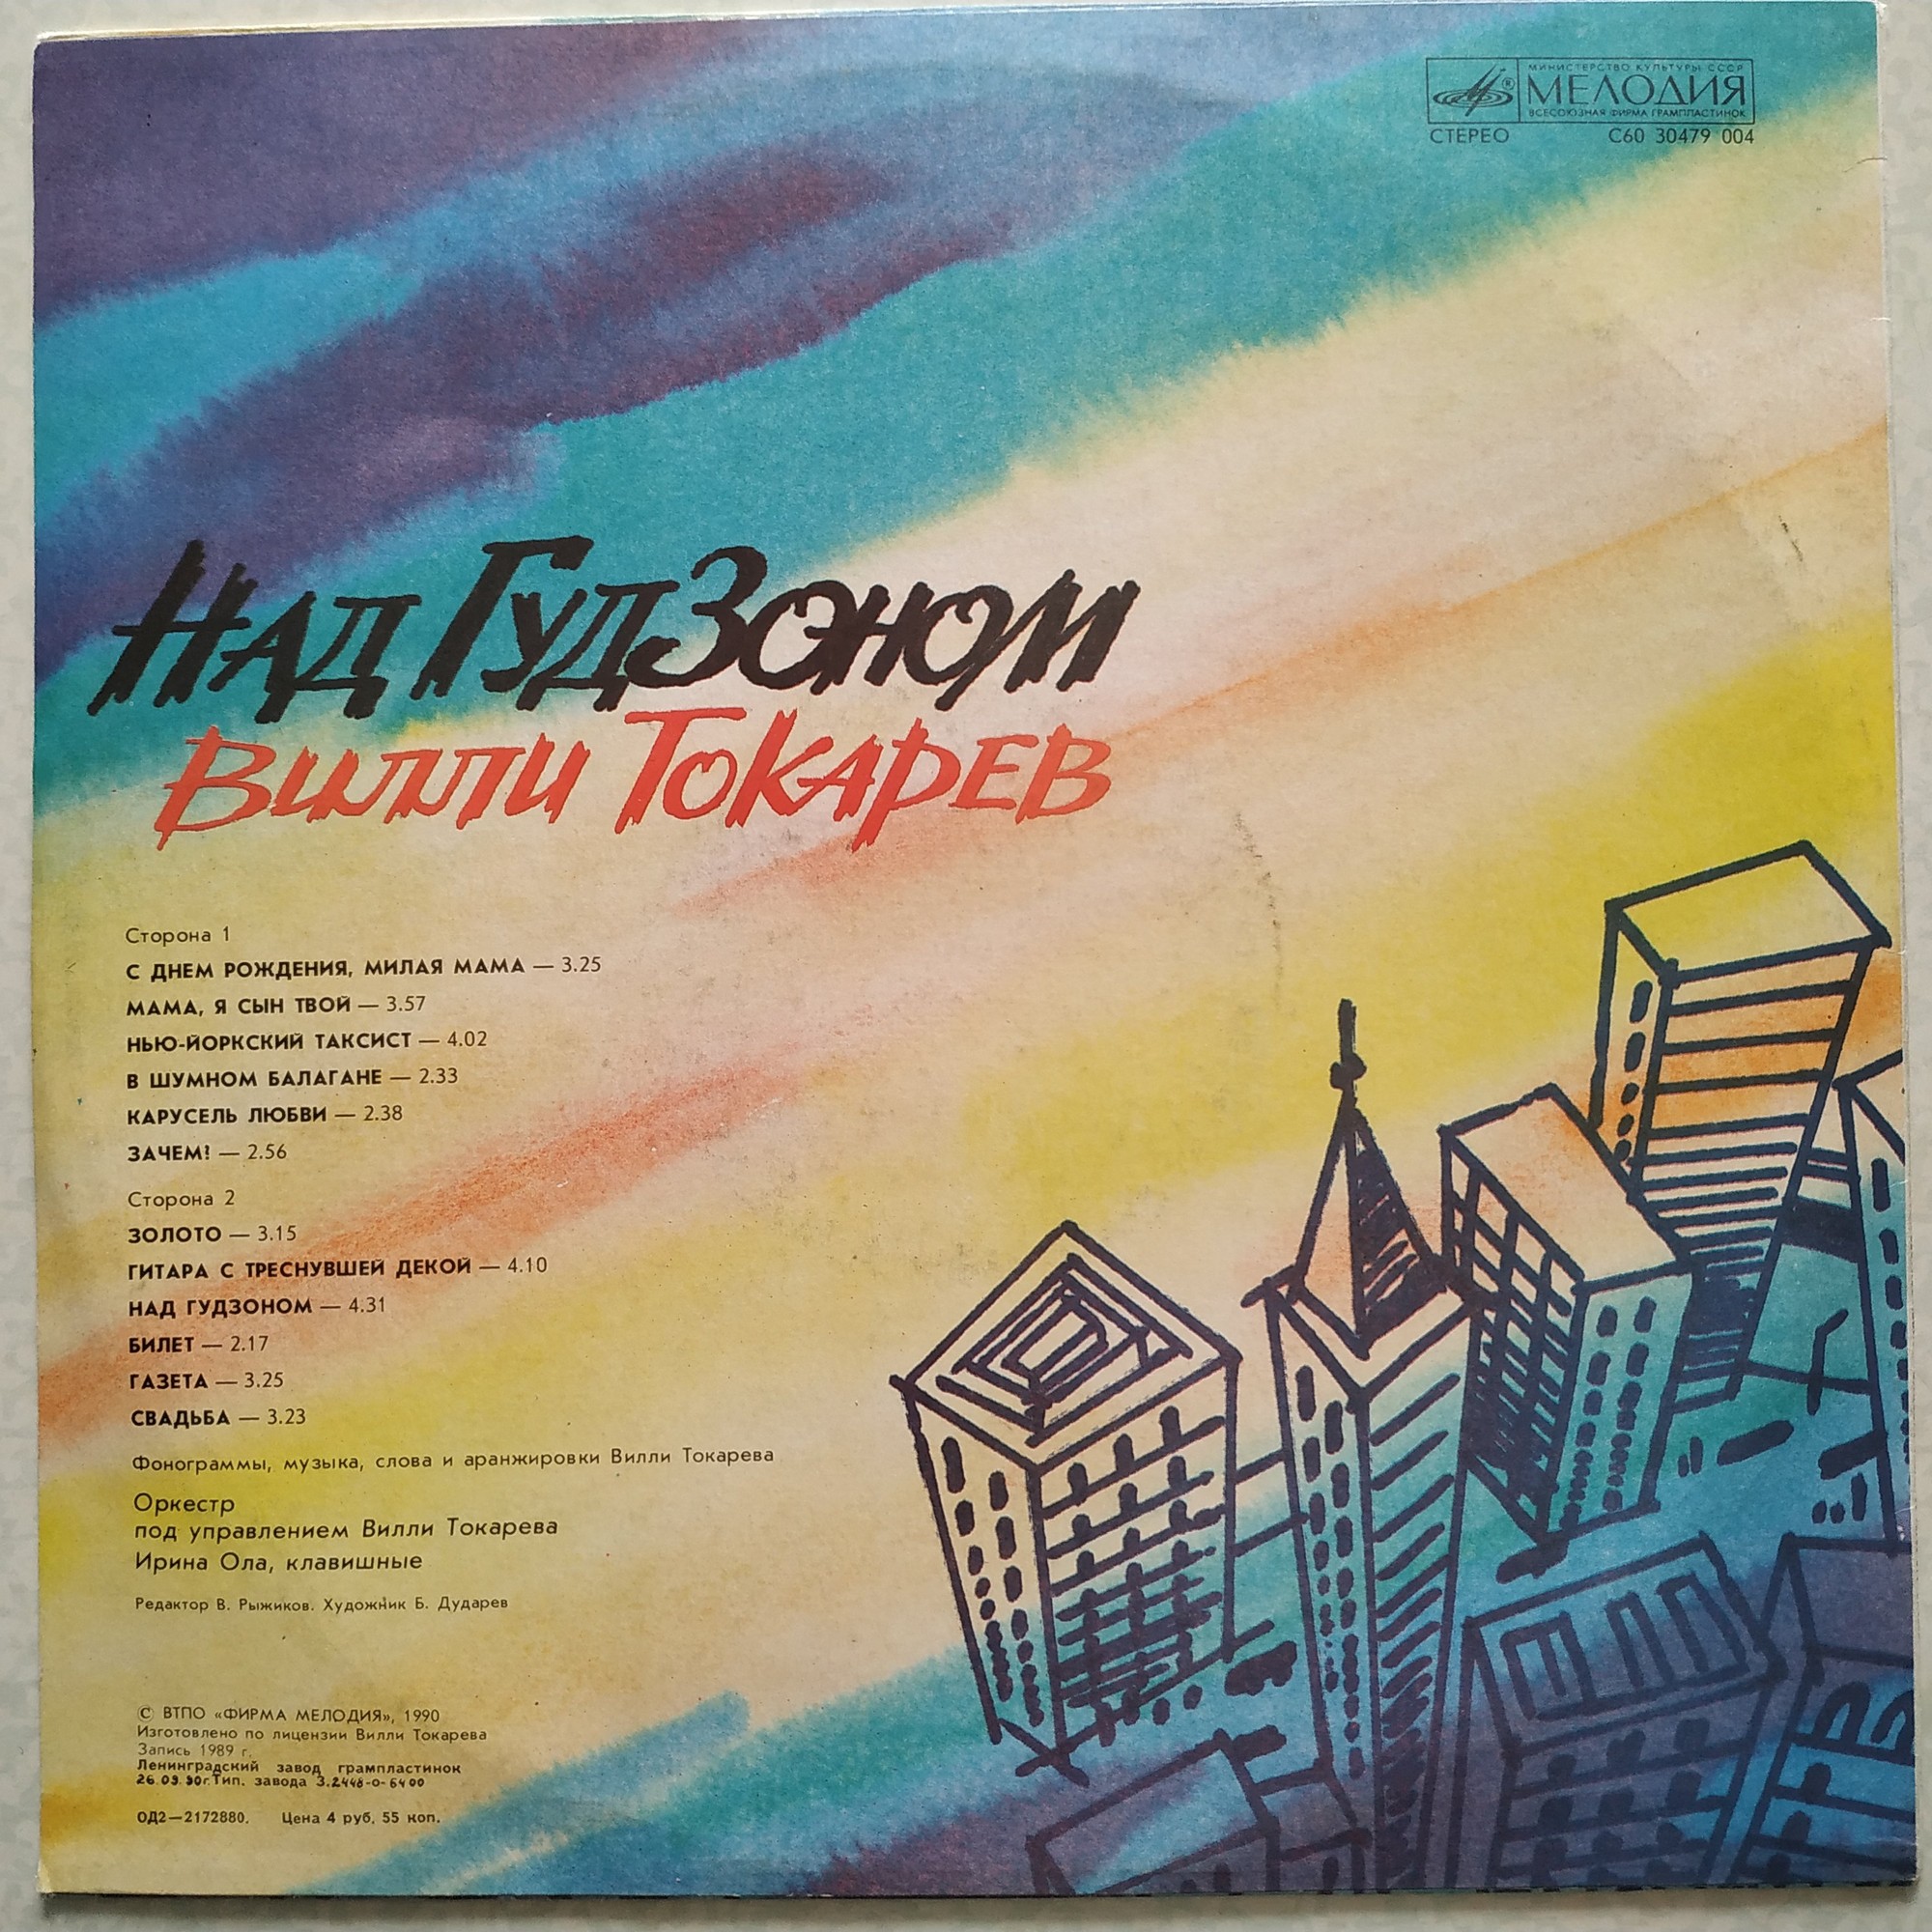 МИНИСТЕРСТВО КУЛЬТУРЫ СССР
МЕЛОДИЯ
ВСЕСОЮЗНАЯ ФИРМА ГРАМПЛАСТИНОК
СТЕРЕО С60 30479 004
НАД ГУДЗОНОМ
ВИЛЛИ ТОКАРЕВ
Сторона 1
С ДНЕМ РОЖДЕНИЯ, МИЛАЯ МАМА — 3.25
МАМА, Я СЫН ТВОЙ — 3.57
НЬЮ-ЙОРКСКИЙ ТАКСИСТ — 4.02
В ШУМНОМ БАЛАГАНЕ — 2.33
КАРУСЕЛЬ ЛЮБВИ — 2.38
ЗАЧЕМ? — 2.56
Сторона 2
ЗОЛОТО — 3.15
ГИТАРА С ТРЕСНУВШЕЙ ДЕКОЙ — 4.10
НАД ГУДЗОНОМ — 4.31
БИЛЕТ — 2.17
ГАЗЕТА — 3.25
СВАДЬБА — 3.23
Фонограммы, музыка, слова и аранжировки Вилли Токарева
Оркестр
под управлением Вилли Токарева
Ирина Ола, клавишные
Редактор В. Рыжиков. Художник Б. Дударев
© ВТПО «ФИРМА МЕЛОДИЯ», 1990
Изготовлено по лицензии Вилли Токарева
Запись 1989 г.
Ленинградский завод грампластинок
26.09.90г. Тип. завода З.2448-о-6400
ОД2—2172880. Цена 4 руб. 55 коп.